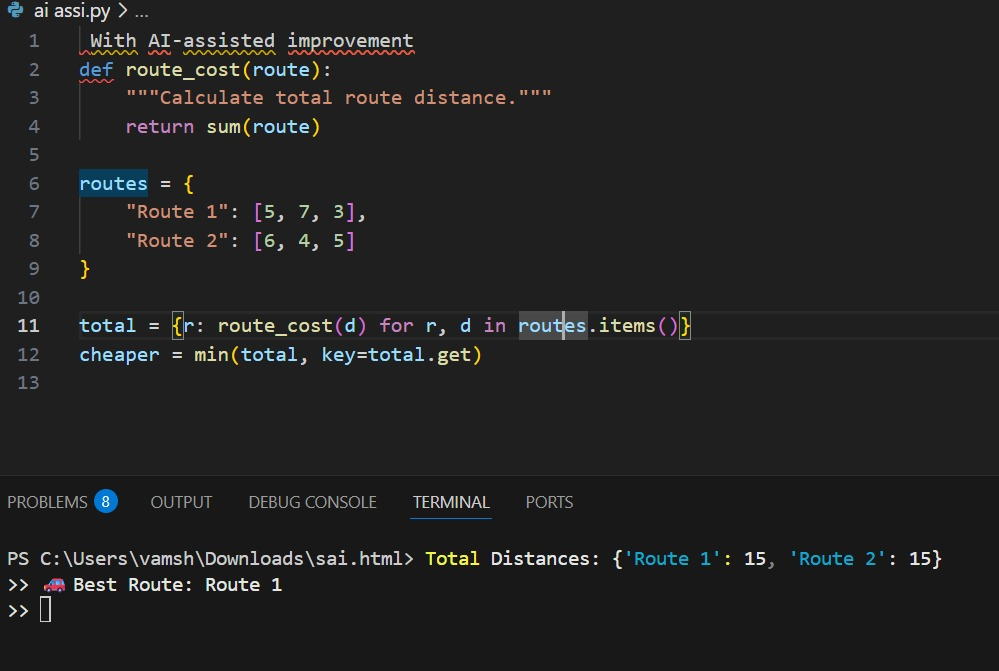 ai assi.py > ...
1 With AI-assisted improvement
2 def route_cost(route):
3     """Calculate total route distance."""
4     return sum(route)
5
6 routes = {
7     "Route 1": [5, 7, 3],
8     "Route 2": [6, 4, 5]
9 }
10
11 total = {r: route_cost(d) for r, d in routes.items()}
12 cheaper = min(total, key=total.get)
13
PROBLEMS 8 OUTPUT DEBUG CONSOLE TERMINAL PORTS
PS C:\Users\vamsh\Downloads\sai.html> Total Distances: {'Route 1': 15, 'Route 2': 15}
>> 🚗 Best Route: Route 1
>>